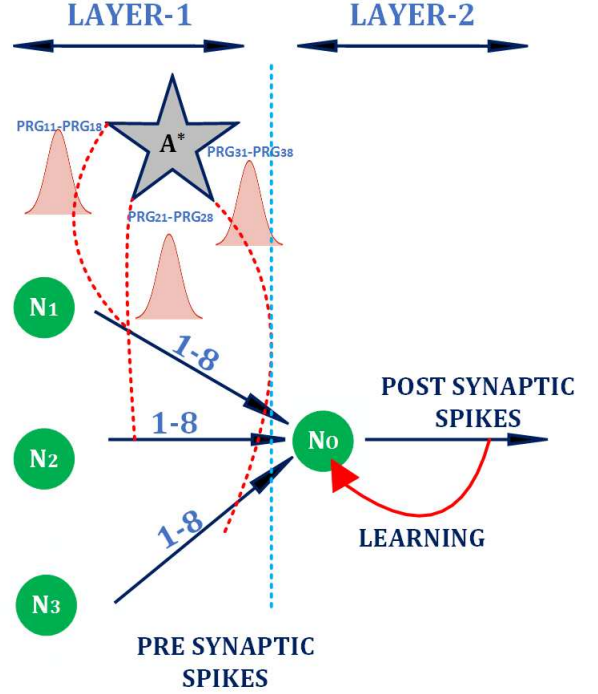 LAYER-1
LAYER-2
PRG11-PRG18
A*
PRG31-PRG38
PRG21-PRG28
N1
1-8
POST SYNAPTIC
SPIKES
1-8
N2
NO
1-8
LEARNING
N3
PRE SYNAPTIC
SPIKES